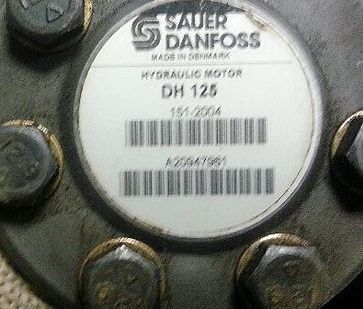 SAUER
DANFOSS
MADE IN DENMARK
HYDRAULIC MOTOR
DH 125
151-2004
A20947961